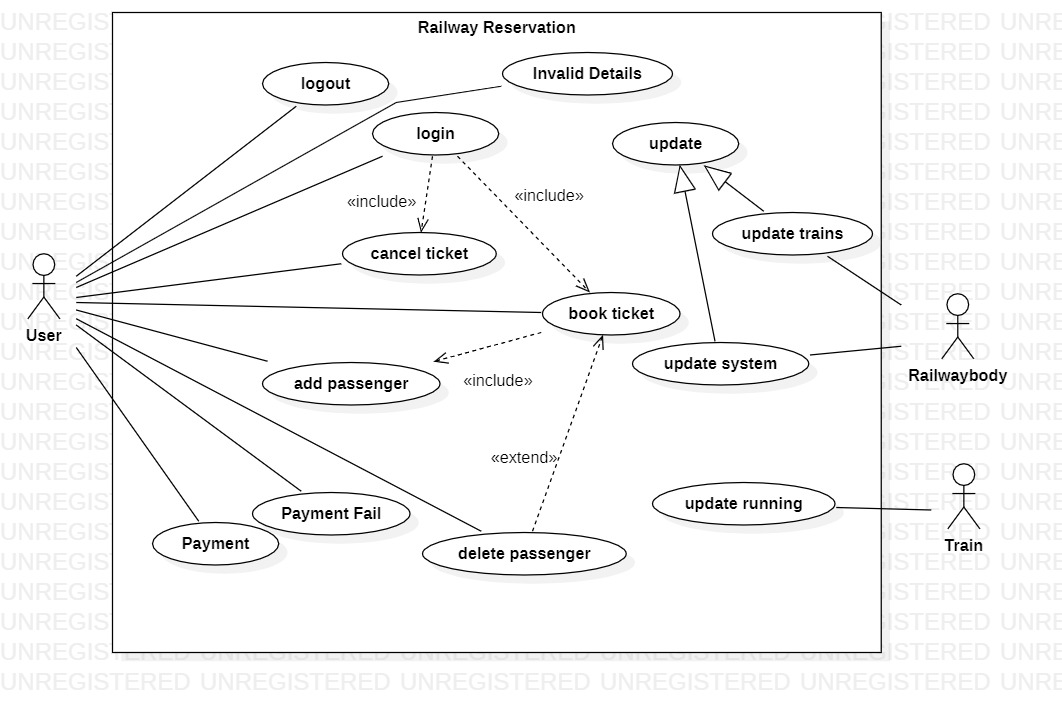 Railway Reservation
logout
Invalid Details
login
update
«include»
«include»
cancel ticket
update trains
User
book ticket
update system
Railwaybody
add passenger
«include»
«extend»
Payment Fail
update running
Payment
delete passenger
Train
UNREGISTERED UNREGISTERED UNREGISTERED UNREGISTERED UNREGISTERED UNRE